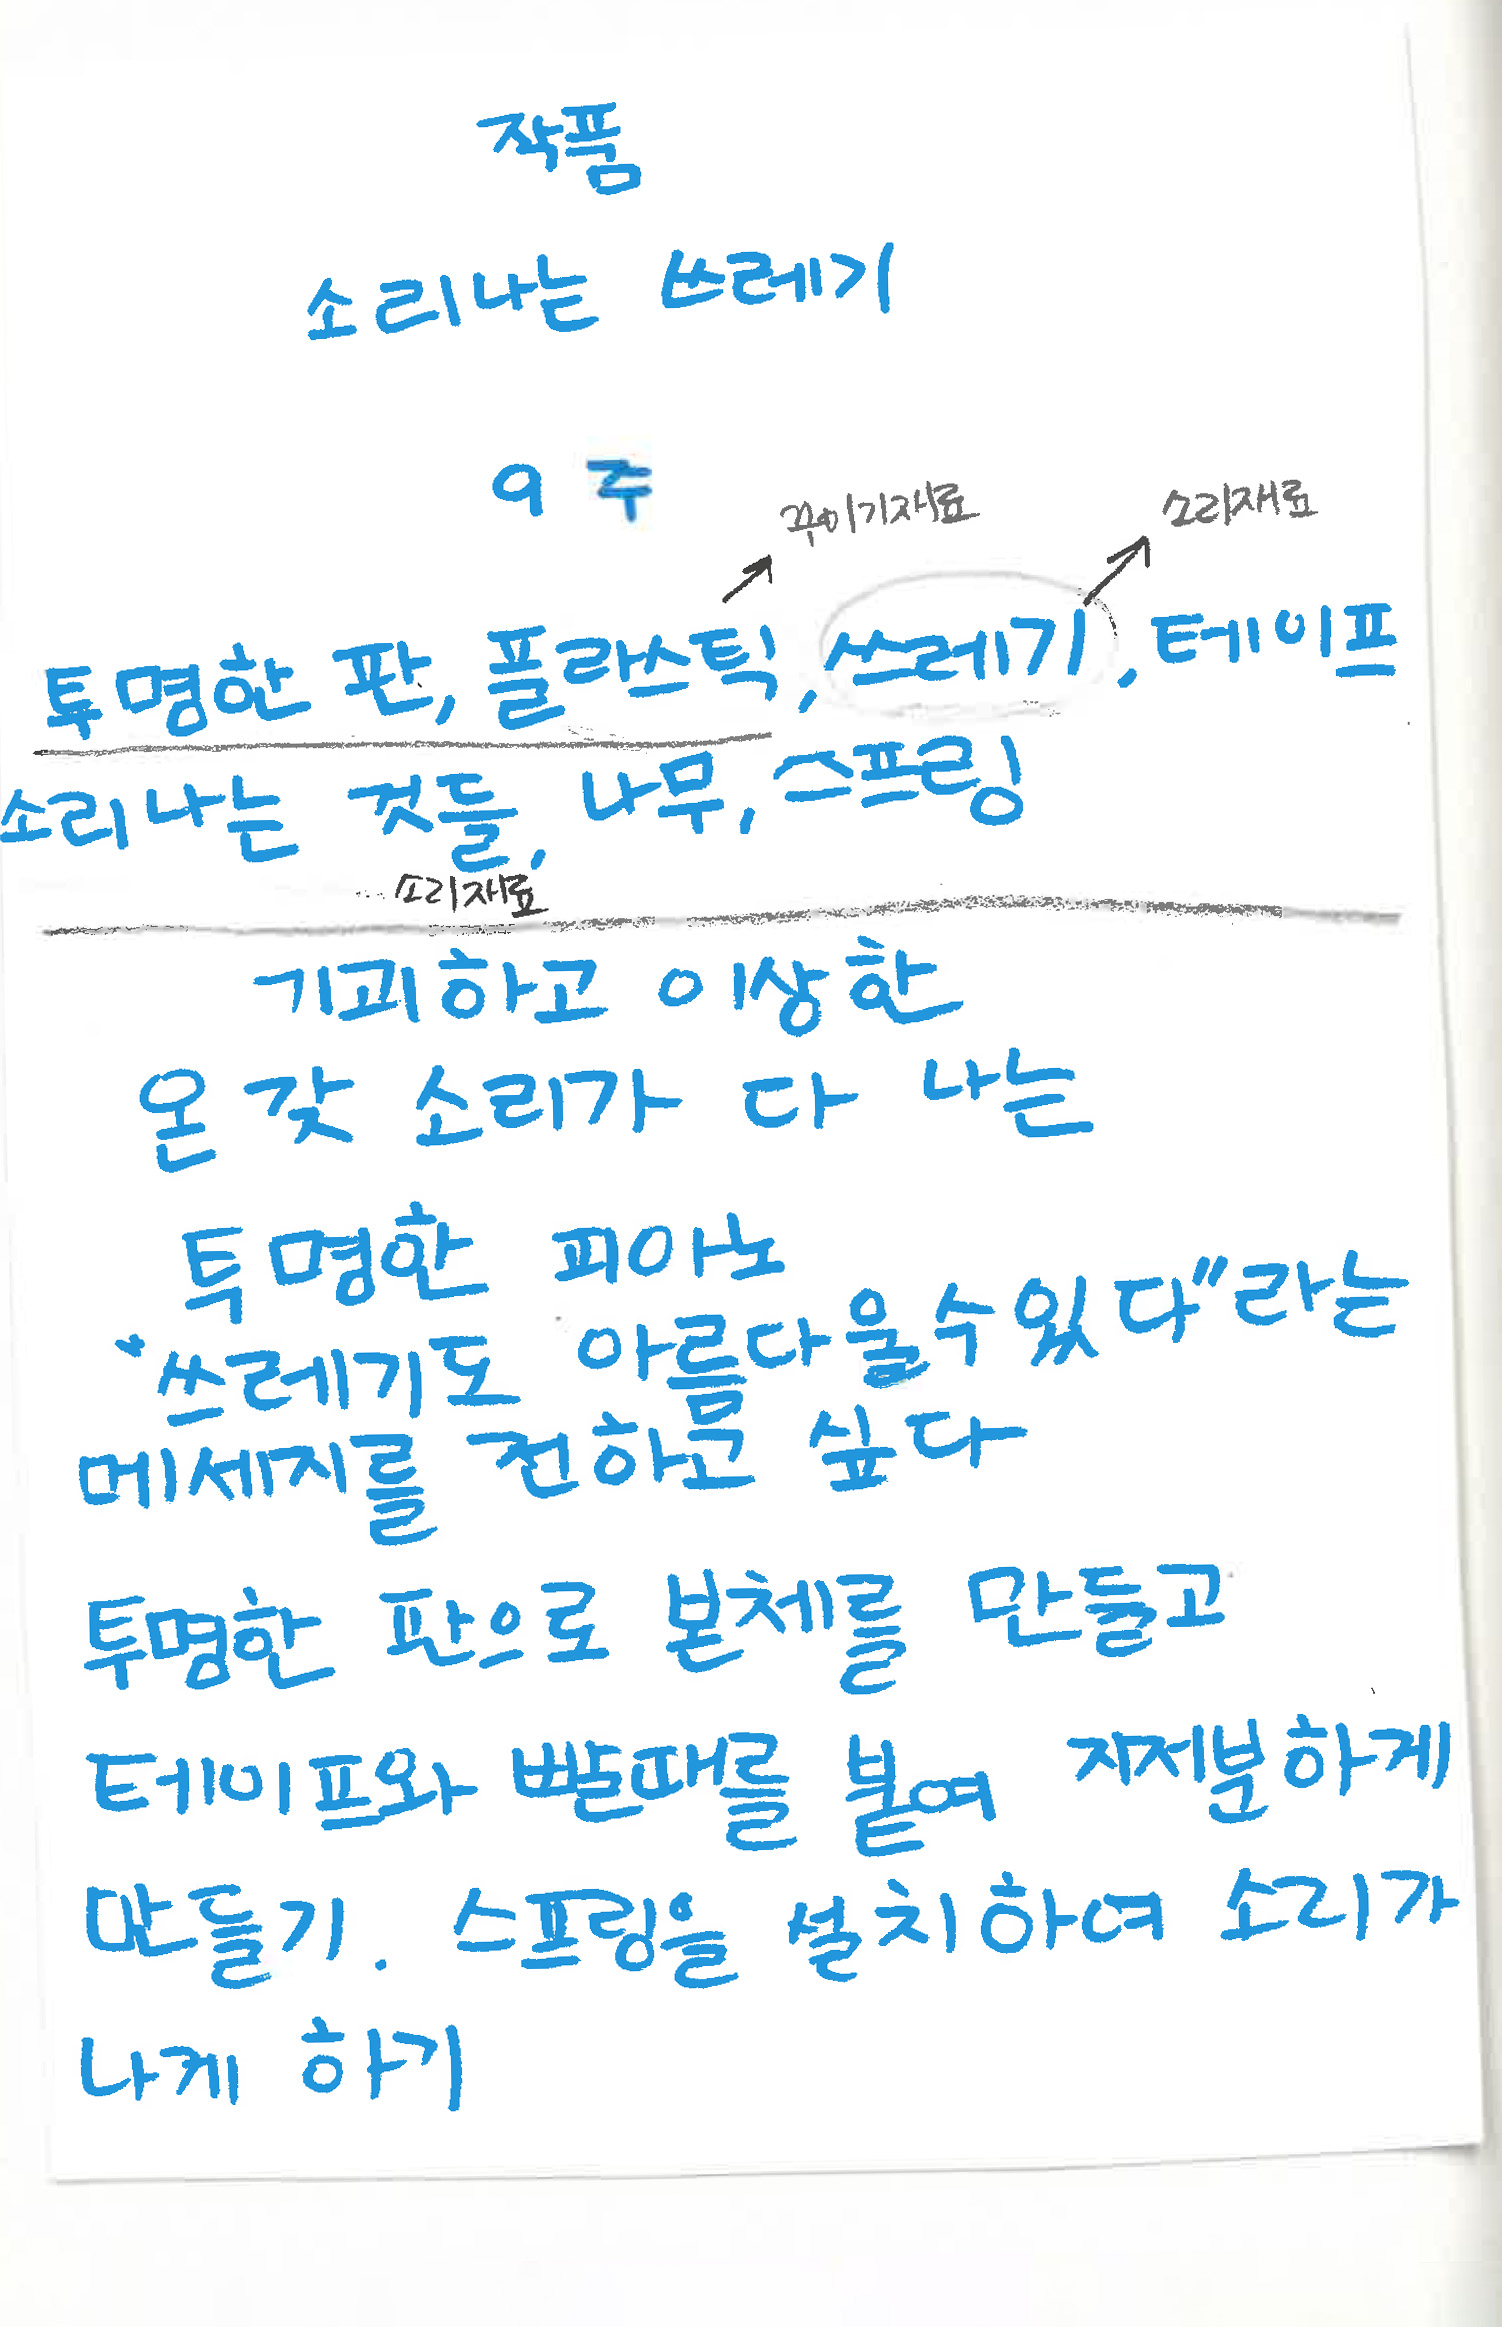 작품
소리나는 쓰레기
9주
꾸미기재료
소리재료
투명한 판, 플라스틱, 쓰레기, 테이프
소리나는 것들, 나무, 스프링
소리재료
기괴하고 이상한
온갖 소리가 다 나는
투명한 피아노
"쓰레기도 아름다울수있다"라는
메세지를 전하고 싶다
투명한 판으로 본체를 만들고
테이프와 빨때를 붙여 지저분하게
만들기. 스프링을 설치하여 소리가
나게 하기